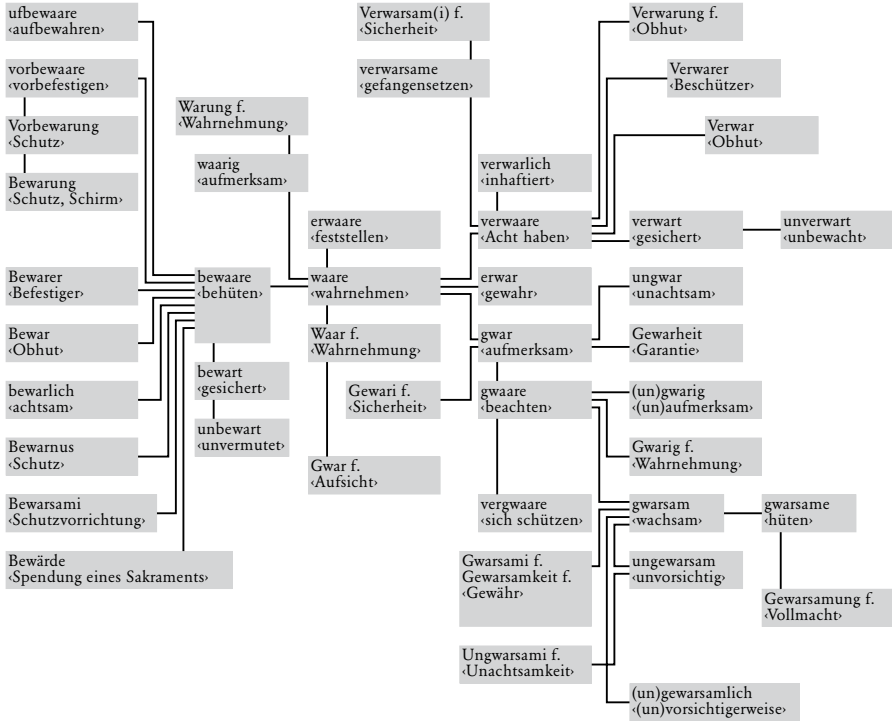 ufbewaare
‹aufbewahren›
vorbewaare
‹vorbefestigen›
Vorbewarung
‹Schutz›
Bewarung
‹Schutz, Schirm›
Bewarer
‹Befestiger›
Bewar
‹Obhut›
bewarlich
‹achtsam›
Bewarnus
‹Schutz›
Bewarsami
‹Schutzvorrichtung›
Bewärde
‹Spendung eines Sakraments›
Warung f.
‹Wahrnehmung›
waarig
‹aufmerksam›
bewaare
‹behüten›
bewart
‹gesichert›
unbewart
‹unvermutet›
erwaare
‹feststellen›
waare
‹wahrnehmen›
Waar f.
‹Wahrnehmung›
Gewari f.
‹Sicherheit›
Gwar f.
‹Aufsicht›
Verwarsam(i) f.
‹Sicherheit›
verwarsame
‹gefangensetzen›
verwarlich
‹inhaftiert›
verwaare
‹Acht haben›
erwar
‹gewahr›
gwar
‹aufmerksam›
gwaare
‹beachten›
vergwaare
‹sich schützen›
Gwarsami f.
Gewarsamkeit f.
‹Gewähr›
Ungwarsami f.
‹Unachtsamkeit›
Verwarung f.
‹Obhut›
Verwarer
‹Beschützer›
Verwar
‹Obhut›
verwart
‹gesichert›
unverwart
‹unbewacht›
ungwar
‹unachtsam›
Gewarheit
‹Garantie›
(un)gwarig
‹(un)aufmerksam›
Gwarig f.
‹Wahrnehmung›
gwarsam
‹wachsam›
gwarsame
‹hüten›
ungewarsam
‹unvorsichtig›
Gewarsamung f.
‹Vollmacht›
(un)gewarsamlich
‹(un)vorsichtigerweise›